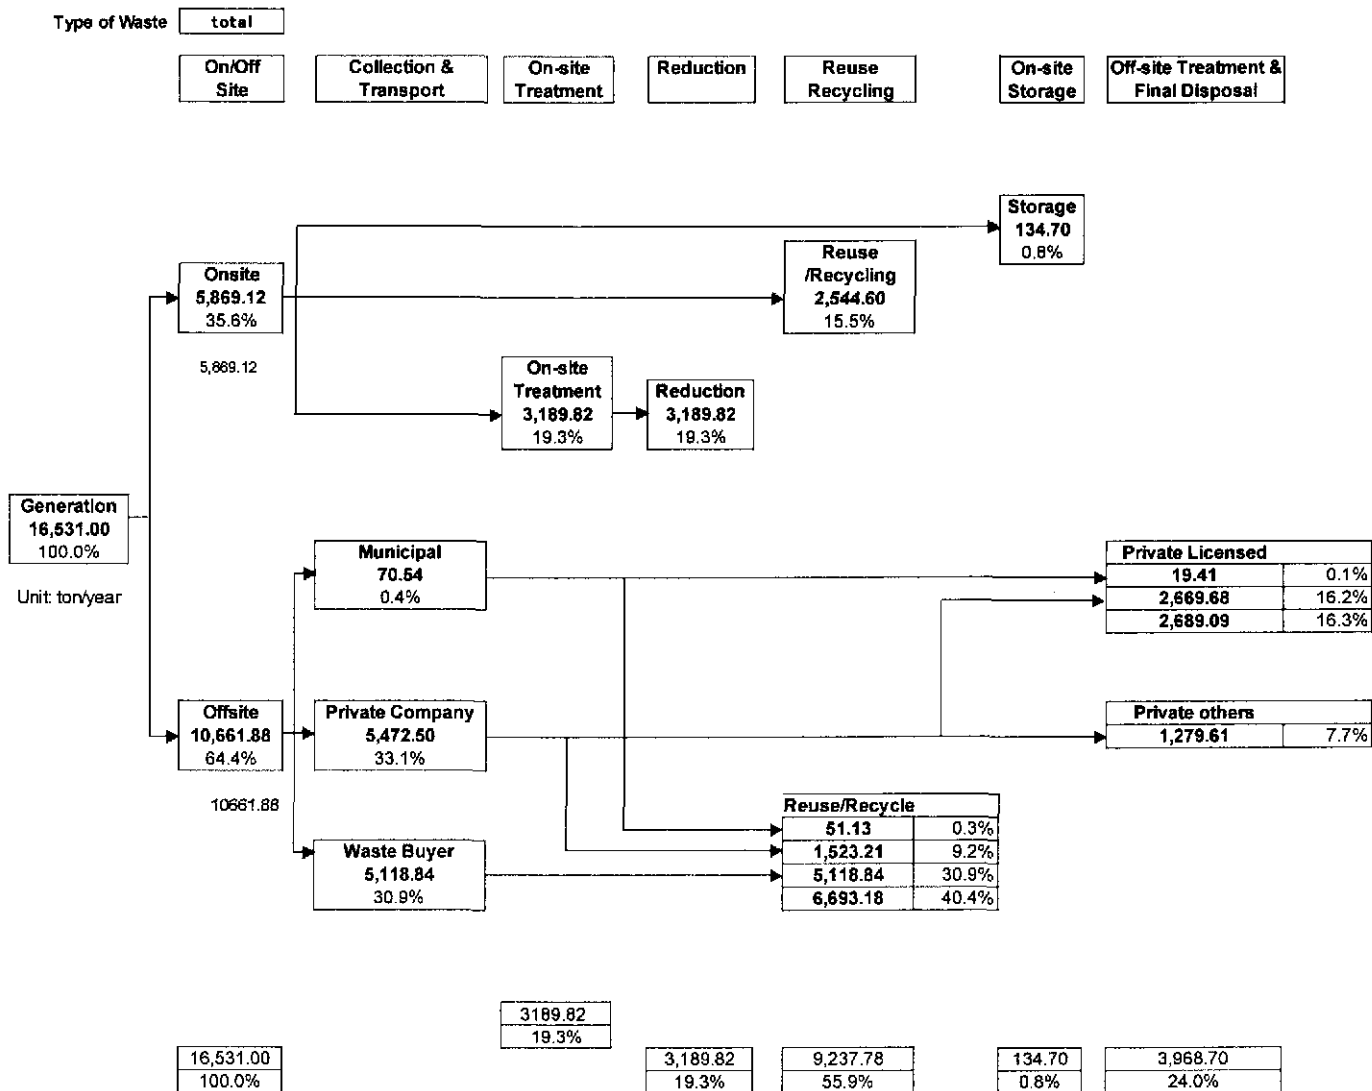 Type of Waste total
On/Off Site
Collection & Transport
On-site Treatment
Reduction
Reuse Recycling
On-site Storage
Off-site Treatment & Final Disposal
Storage
134.70
0.8%
Onsite
5,869.12
35.6%
5,869.12
Reuse
/Recycling
2,544.60
15.5%
On-site
Treatment
3,189.82
19.3%
Reduction
3,189.82
19.3%
Generation
16,531.00
100.0%
Unit: ton/year
Municipal
70.54
0.4%
Private Licensed
19.41 0.1%
2,669.68 16.2%
2,689.09 16.3%
Offsite
10,661.88
64.4%
10661.88
Private Company
5,472.50
33.1%
Private others
1,279.61 7.7%
Waste Buyer
5,118.84
30.9%
Reuse/Recycle
51.13 0.3%
1,523.21 9.2%
5,118.84 30.9%
6,693.18 40.4%
3189.82
19.3%
16,531.00 3,189.82 9,237.78 134.70 3,968.70
100.0% 19.3% 55.9% 0.8% 24.0%